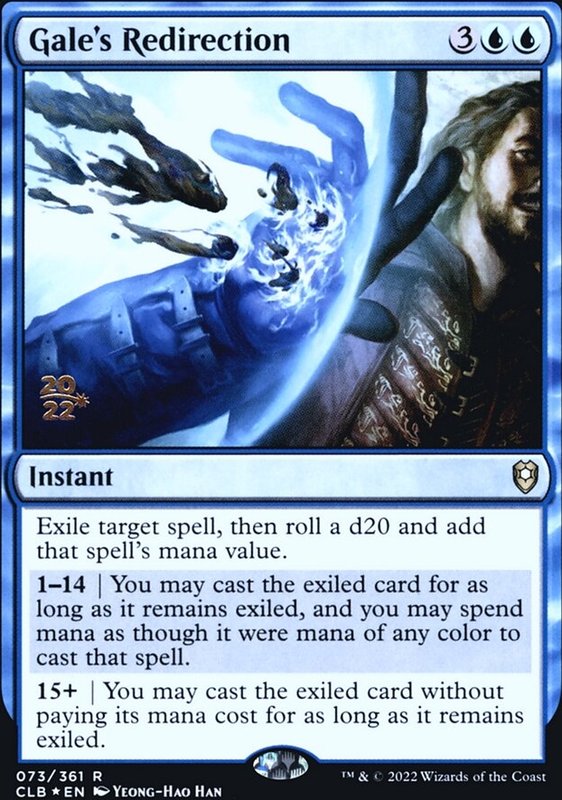 Gale's Redirection 3
20
22
Instant
Exile target spell, then roll a d20 and add
that spell's mana value.
1–14 | You may cast the exiled card for as
long as it remains exiled, and you may spend
mana as though it were mana of any color to
cast that spell.
15+ | You may cast the exiled card without
paying its mana cost for as long as it remains
exiled.
073/361 R
CLB ★ EN Yeong-Hao Han
™ & © 2022 Wizards of the Coast